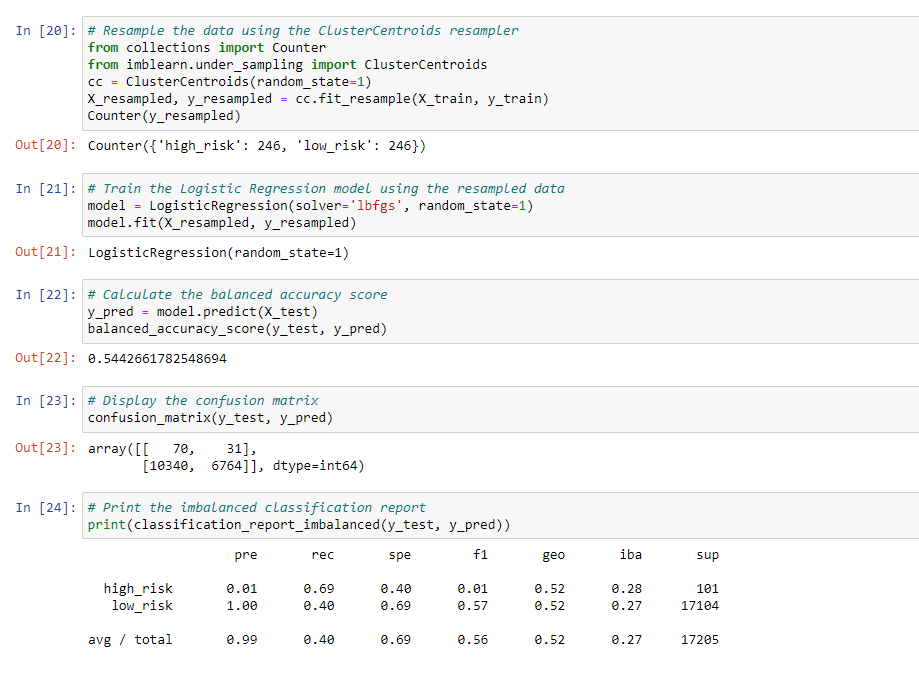 In [20]: # Resample the data using the ClusterCentroids resampler
from collections import Counter
from imblearn.under_sampling import ClusterCentroids
cc = ClusterCentroids(random_state=1)
X_resampled, y_resampled = cc.fit_resample(X_train, y_train)
Counter(y_resampled)
Out[20]: Counter({'high_risk': 246, 'low_risk': 246})
In [21]: # Train the Logistic Regression model using the resampled data
model = LogisticRegression(solver='lbfgs', random_state=1)
model.fit(X_resampled, y_resampled)
Out[21]: LogisticRegression(random_state=1)
In [22]: # Calculate the balanced accuracy score
y_pred = model.predict(X_test)
balanced_accuracy_score(y_test, y_pred)
Out[22]: 0.5442661782548694
In [23]: # Display the confusion matrix
confusion_matrix(y_test, y_pred)
Out[23]: array([[   70,    31],
       [10340,  6764]], dtype=int64)
In [24]: # Print the imbalanced classification report
print(classification_report_imbalanced(y_test, y_pred))
pre rec spe f1 geo iba sup
high_risk 0.01 0.69 0.40 0.01 0.52 0.28 101
low_risk 1.00 0.40 0.69 0.57 0.52 0.27 17104
avg / total 0.99 0.40 0.69 0.56 0.52 0.27 17205